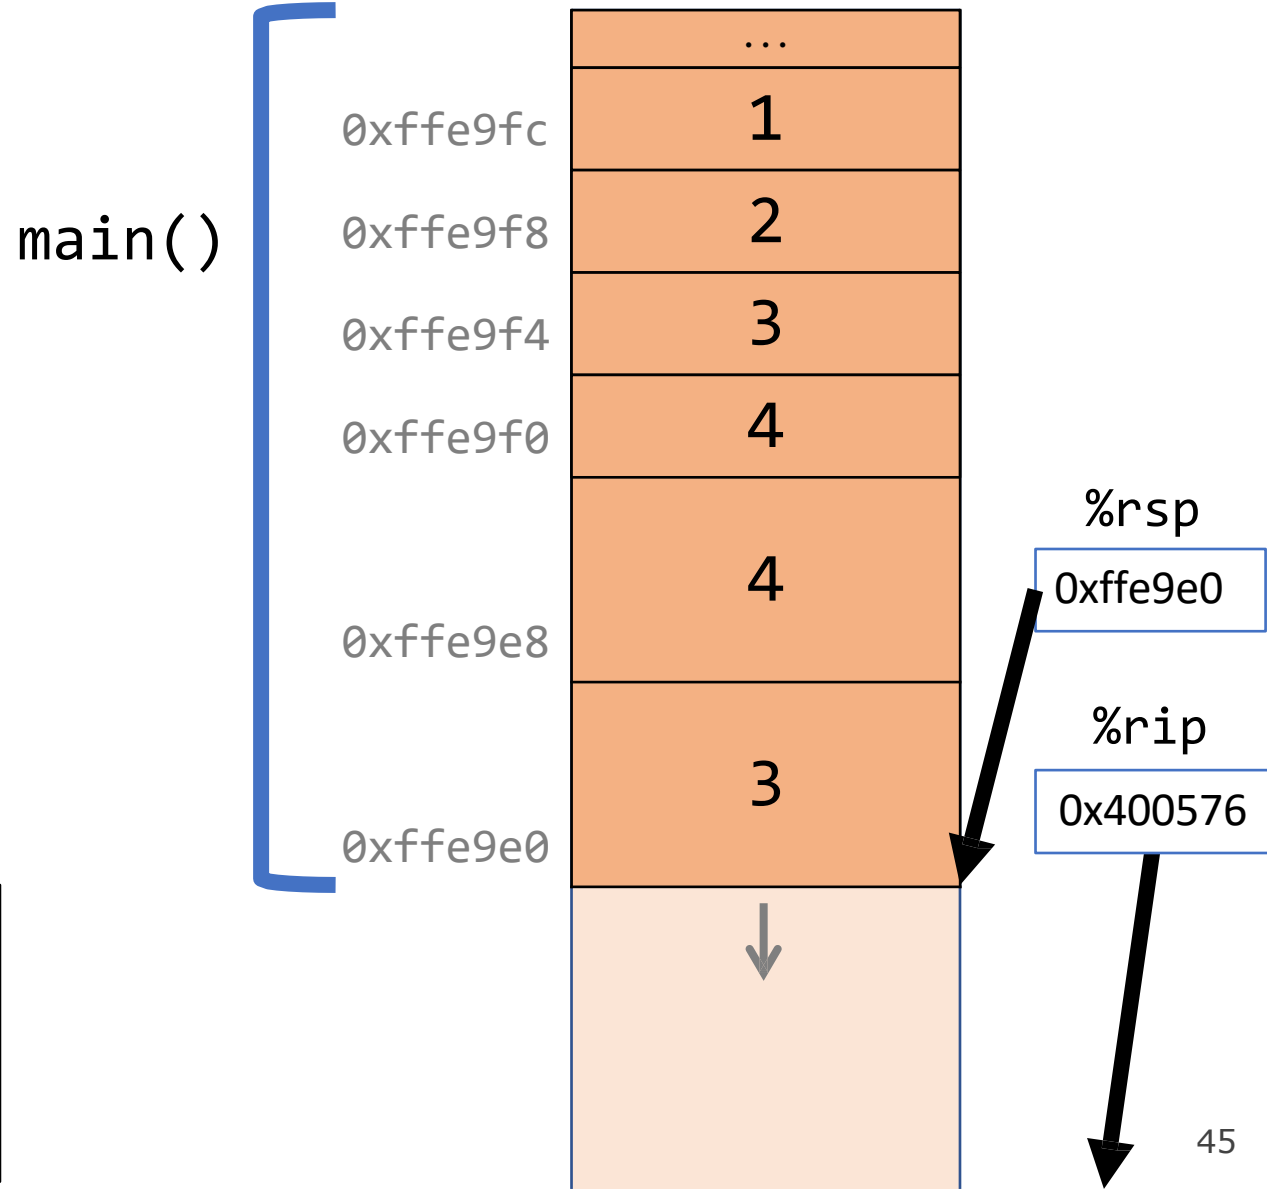 ...
0xffe9fc 1
main() 0xffe9f8 2
0xffe9f4 3
0xffe9f0 4
%rsp
0xffe9e0
4
0xffe9e8
%rip
3
0x400576
0xffe9e0
45